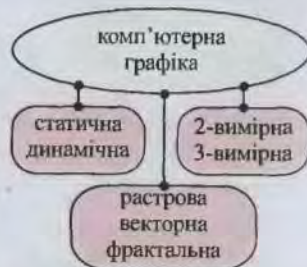 комп’ютерна
графіка
статична
динамічна
2-вимірна
3-вимірна
растрова
векторна
фрактальна